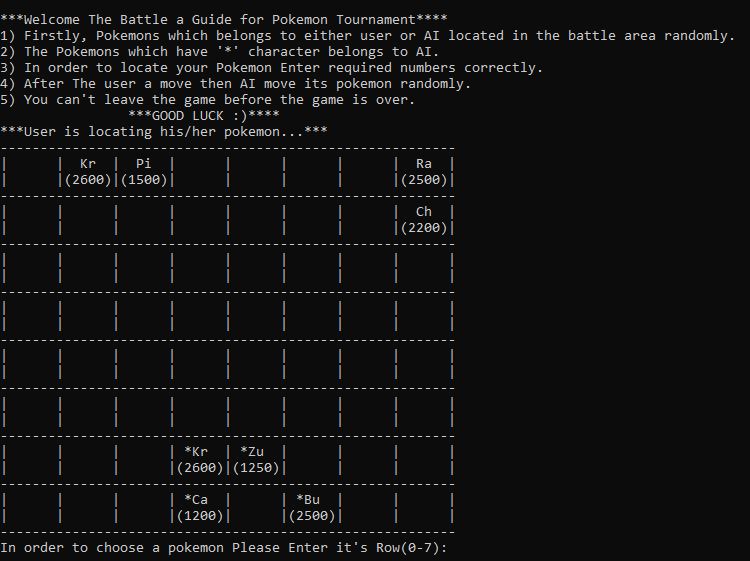 ***Welcome The Battle a Guide for Pokemon Tournament****
1) Firstly, Pokemons which belongs to either user or AI located in the battle area randomly.
2) The Pokemons which have '*' character belongs to AI.
3) In order to locate your Pokemon Enter required numbers correctly.
4) After The user a move then AI move its pokemon randomly.
5) You can't leave the game before the game is over.
***GOOD LUCK :)****
***User is locating his/her pokemon...***
Kr Pi Ra
(2600) (1500) (2500)
Ch
(2200)
*Kr *Zu
(2600) (1250)
*Ca *Bu
(1200) (2500)
In order to choose a pokemon Please Enter it's Row(0-7):